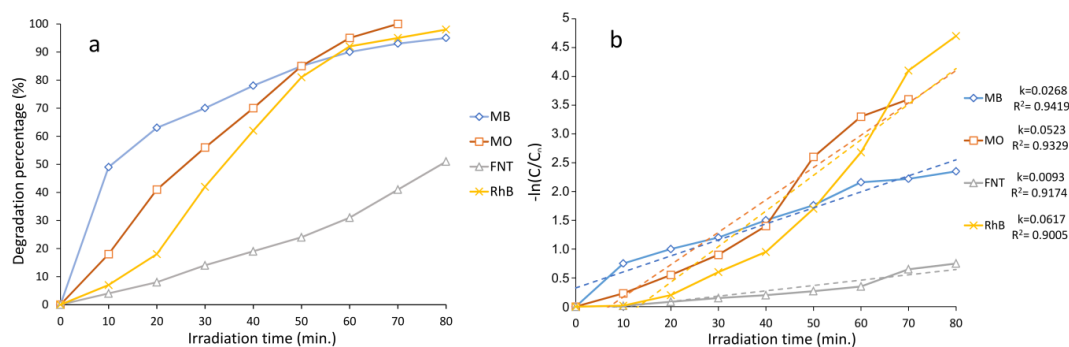 a
Degradation percentage (%)
100
90
80
70
60
50
40
30
20
10
0
0 10 20 30 40 50 60 70 80
Irradiation time (min.)
MB
MO
FNT
RhB
b
-ln(C/Cₙ)
5
4.5
4
3.5
3.0
2.5
2.0
1.5
1.0
0.5
0
0 10 20 30 40 50 60 70 80
Irradiation time (min.)
MB k=0.0268
R²= 0.9419
MO k=0.0523
R²= 0.9329
FNT k=0.0093
R²= 0.9174
RhB k=0.0617
R²= 0.9005